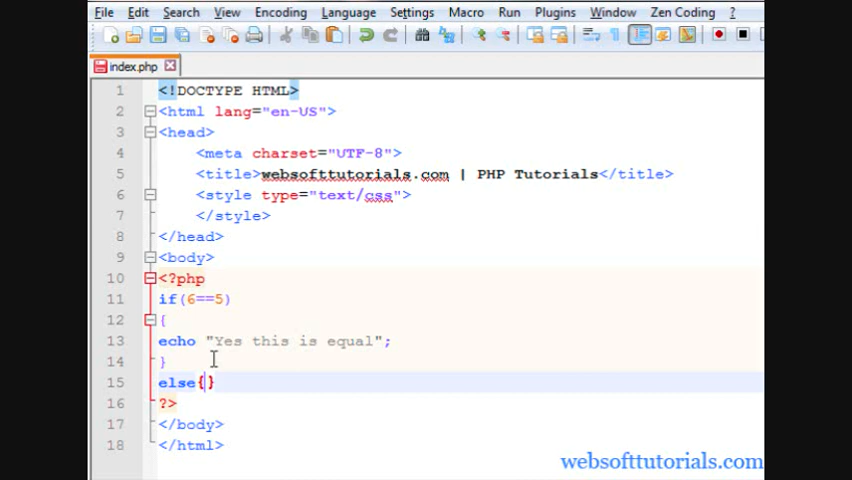 File Edit Search View Encoding Language Settings Macro Run Plugins Window Zen Coding ?
index.php
1 <!DOCTYPE HTML>
2 <html lang="en-US">
3 <head>
4 <meta charset="UTF-8">
5 <title>websofttutorials.com | PHP Tutorials</title>
6 <style type="text/css">
7 </style>
8 </head>
9 <body>
10 <?php
11 if(6==5)
12 {
13 echo "Yes this is equal";
14 }
15 else{}
16 ?>
17 </body>
18 </html>
websofttutorials.com